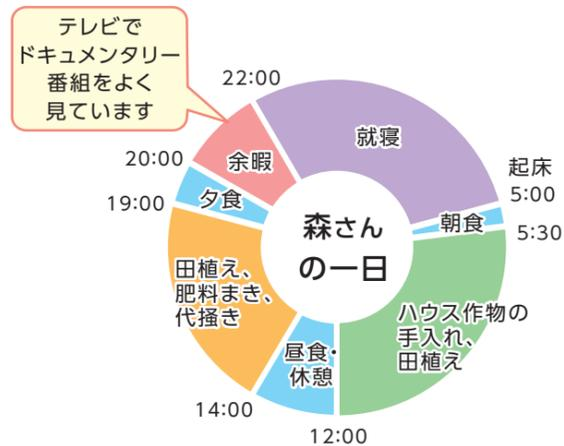 テレビで
ドキュメンタリー
番組をよく
見ています
22:00
就寝
起床
5:00
朝食
5:30
20:00
余暇
夕食
19:00
森さん
の一日
田植え、
肥料まき、
代掻き
ハウス作物の
手入れ、
田植え
昼食・
休憩
14:00
12:00